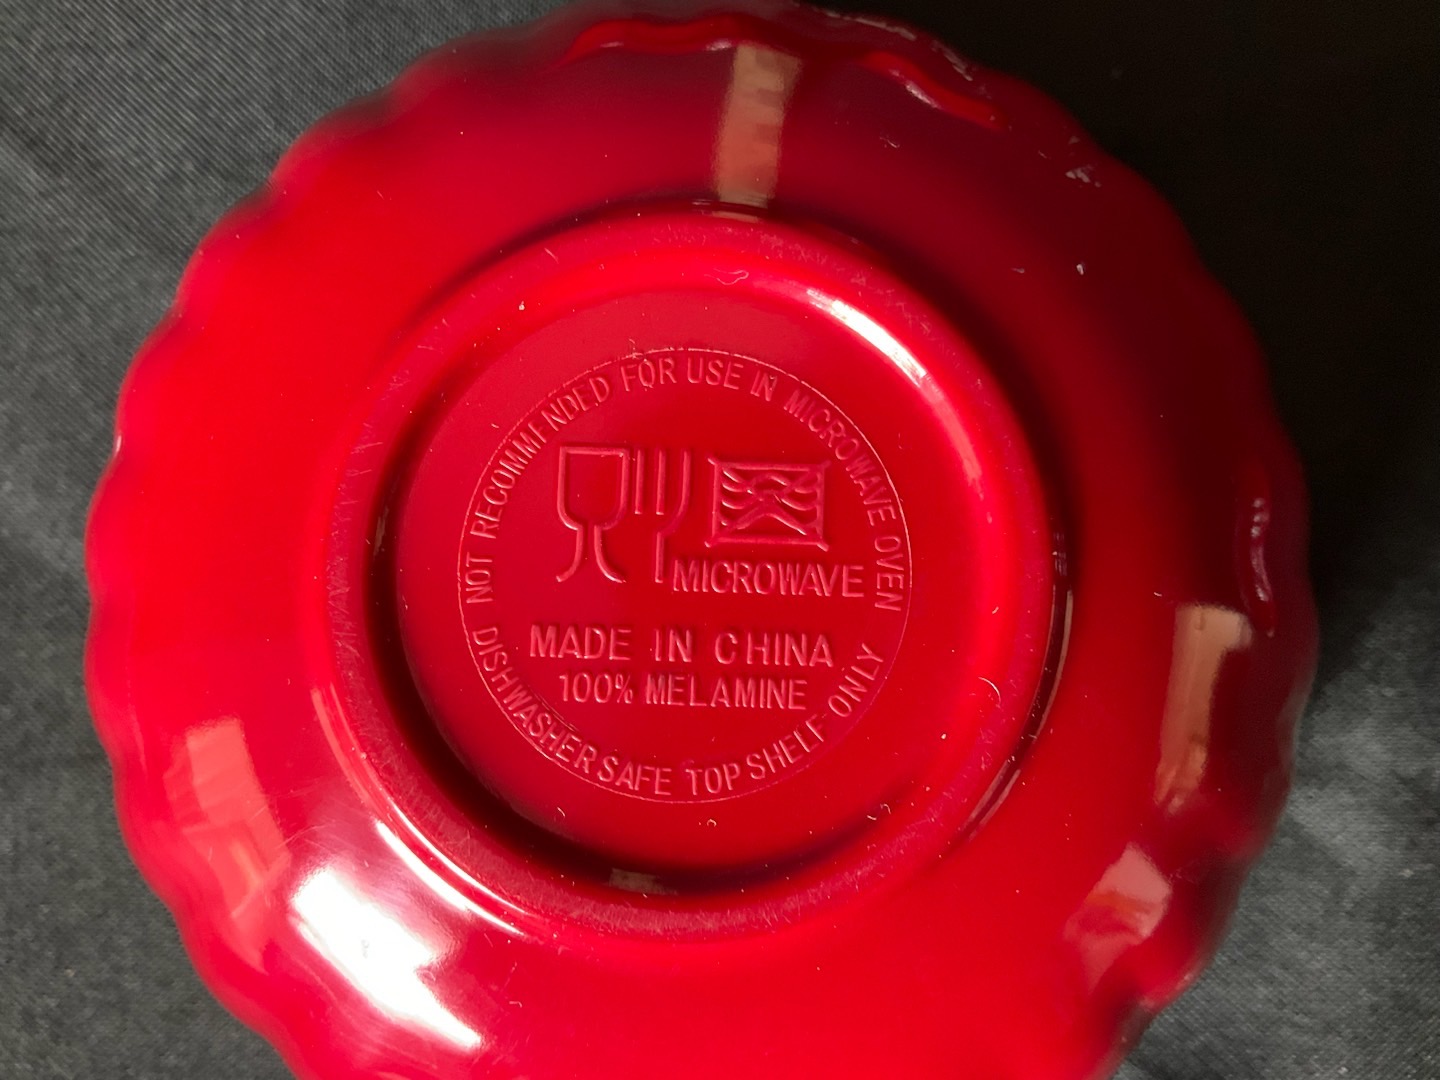 NOT RECOMMENDED FOR USE IN MICROWAVE OVEN
MICROWAVE
MADE IN CHINA
100% MELAMINE
DISHWASHER SAFE TOP SHELF ONLY